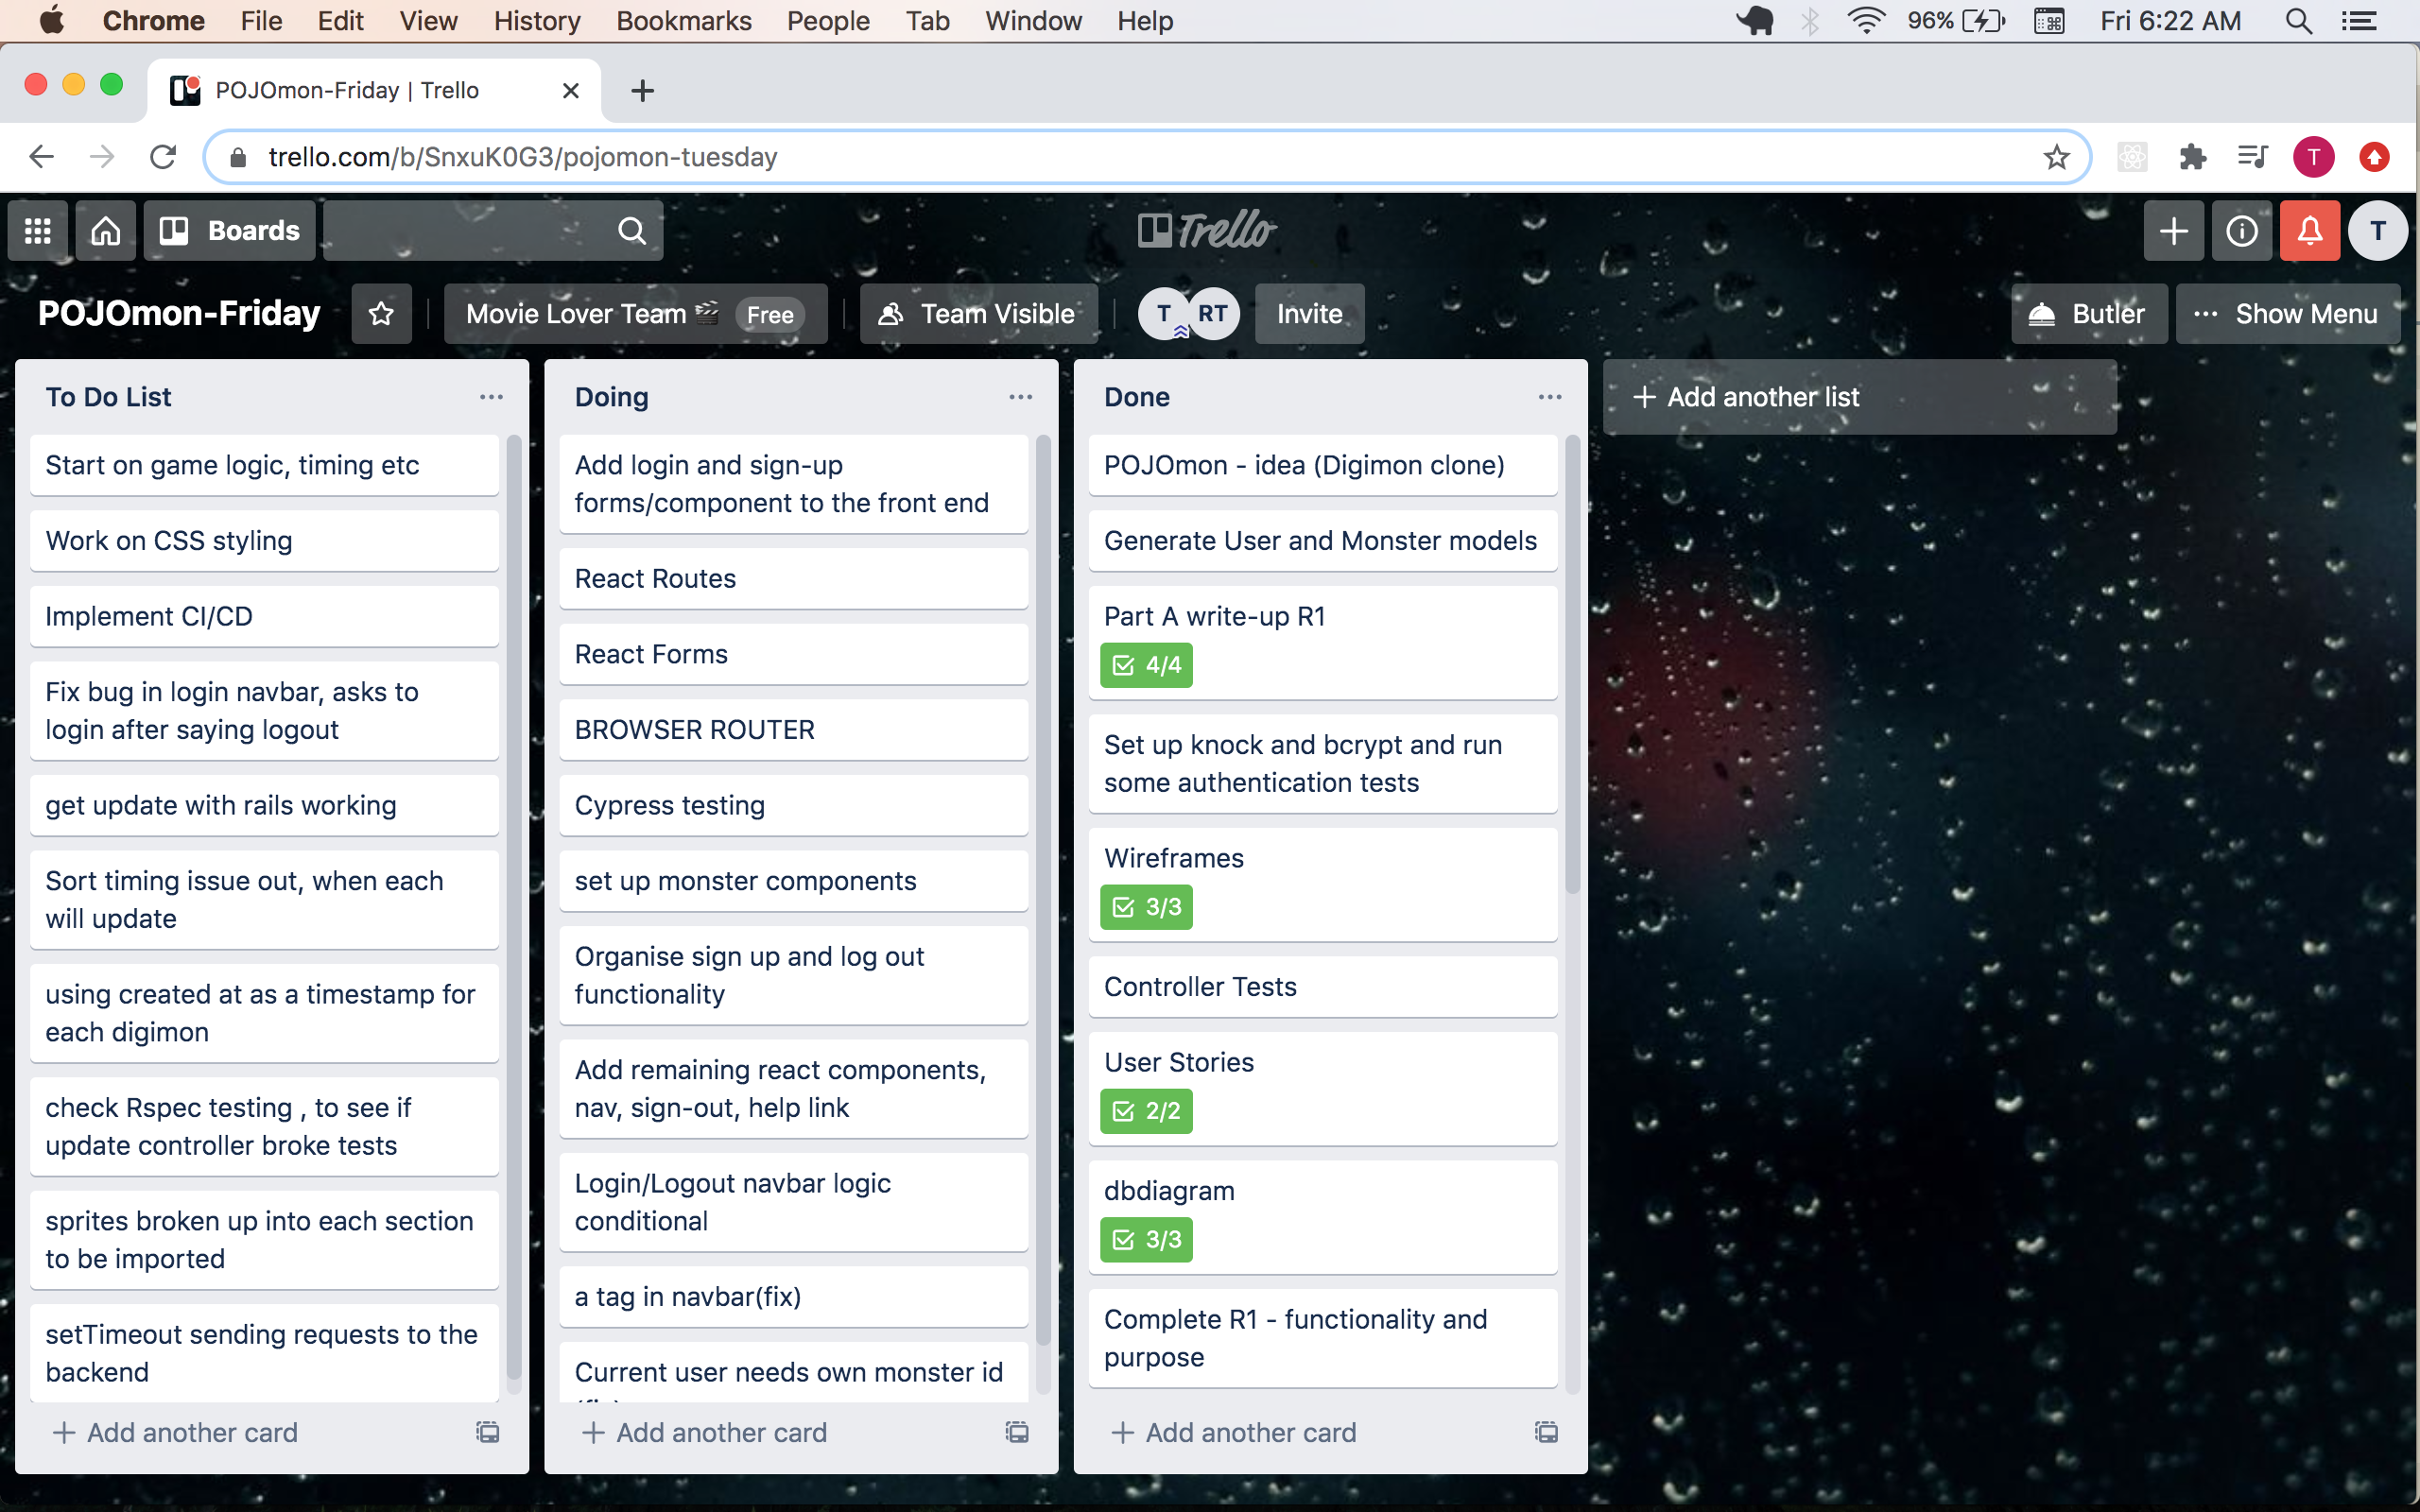 Chrome File Edit View History Bookmarks People Tab Window Help 96% Fri 6:22 AM
POJOmon-Friday | Trello
trello.com/b/SnxuK0G3/pojomon-tuesday T
Boards Trello T
POJOmon-Friday Movie Lover Team Free Team Visible T RT Invite Butler Show Menu
To Do List
Start on game logic, timing etc
Work on CSS styling
Implement CI/CD
Fix bug in login navbar, asks to
login after saying logout
get update with rails working
Sort timing issue out, when each
will update
using created at as a timestamp for
each digimon
check Rspec testing , to see if
update controller broke tests
sprites broken up into each section
to be imported
setTimeout sending requests to the
backend
+ Add another card
Doing
Add login and sign-up
forms/component to the front end
React Routes
React Forms
BROWSER ROUTER
Cypress testing
set up monster components
Organise sign up and log out
functionality
Add remaining react components,
nav, sign-out, help link
Login/Logout navbar logic
conditional
a tag in navbar(fix)
Current user needs own monster id
+ Add another card
Done
POJOmon - idea (Digimon clone)
Generate User and Monster models
Part A write-up R1
4/4
Set up knock and bcrypt and run
some authentication tests
Wireframes
3/3
Controller Tests
User Stories
2/2
dbdiagram
3/3
Complete R1 - functionality and
purpose
+ Add another card
+ Add another list